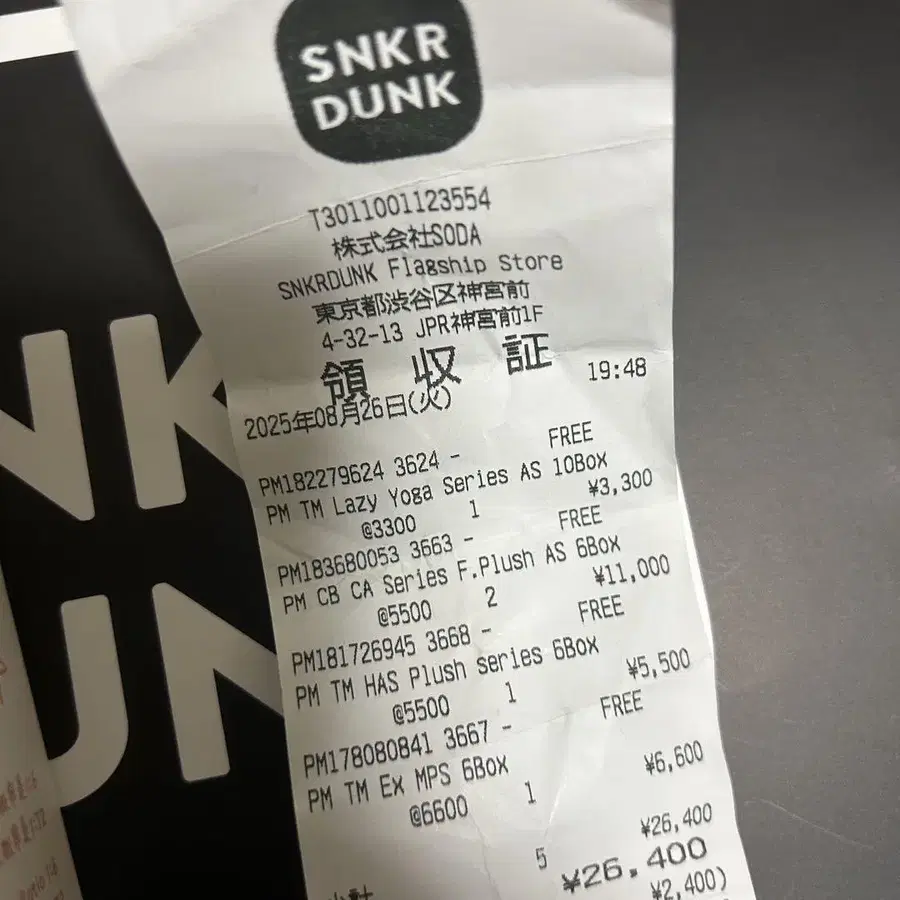 SNKR
DUNK
T3011001123554
株式会社SODA
SNKRDUNK Flagship Store
東京都渋谷区神宮前
4-32-13 JPR神宮前1F
領 収 証
2025年08月26日(火) 19:48
PM182279624 3624 - FREE
PM TM Lazy Yoga Series AS 10Box
@3300 1 ¥3,300
PM183680053 3663 - FREE
PM CB CA Series F.Plush AS 6Box
@5500 2 ¥11,000
PM181726945 3668 - FREE
PM TM HAS Plush series 6Box
@5500 1 ¥5,500
PM178080841 3667 - FREE
PM TM Ex MPS 6Box
@6600 1 ¥6,600
5 ¥26,400
小計 ¥26,400
¥2,400)
NK
UN